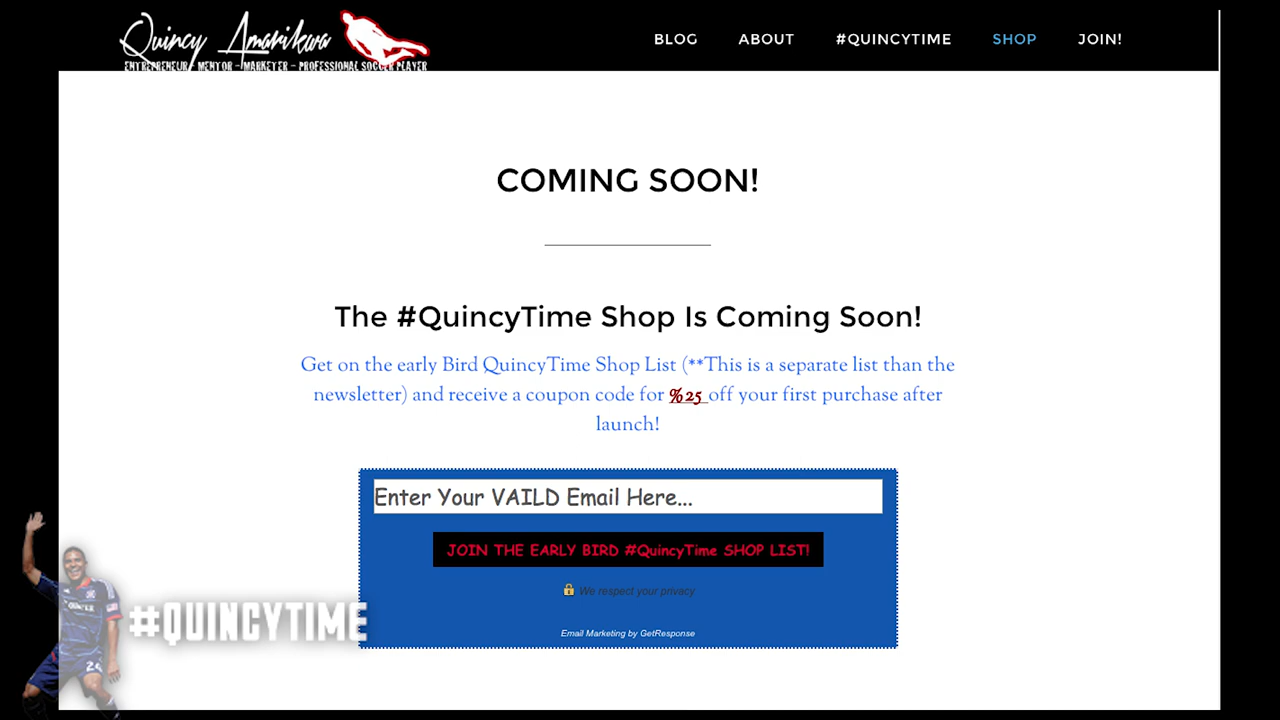 Quincy Amarikwa
ENTREPRENEUR - MENTOR - MARKETER - PROFESSIONAL SOCCER PLAYER
BLOG ABOUT #QUINCYTIME SHOP JOIN!
COMING SOON!
The #QuincyTime Shop Is Coming Soon!
Get on the early Bird QuincyTime Shop List (**This is a separate list than the
newsletter) and receive a coupon code for %25 off your first purchase after
launch!
Enter Your VAILD Email Here...
JOIN THE EARLY BIRD #QuincyTime SHOP LIST!
We respect your privacy
Email Marketing by GetResponse
#QUINCYTIME